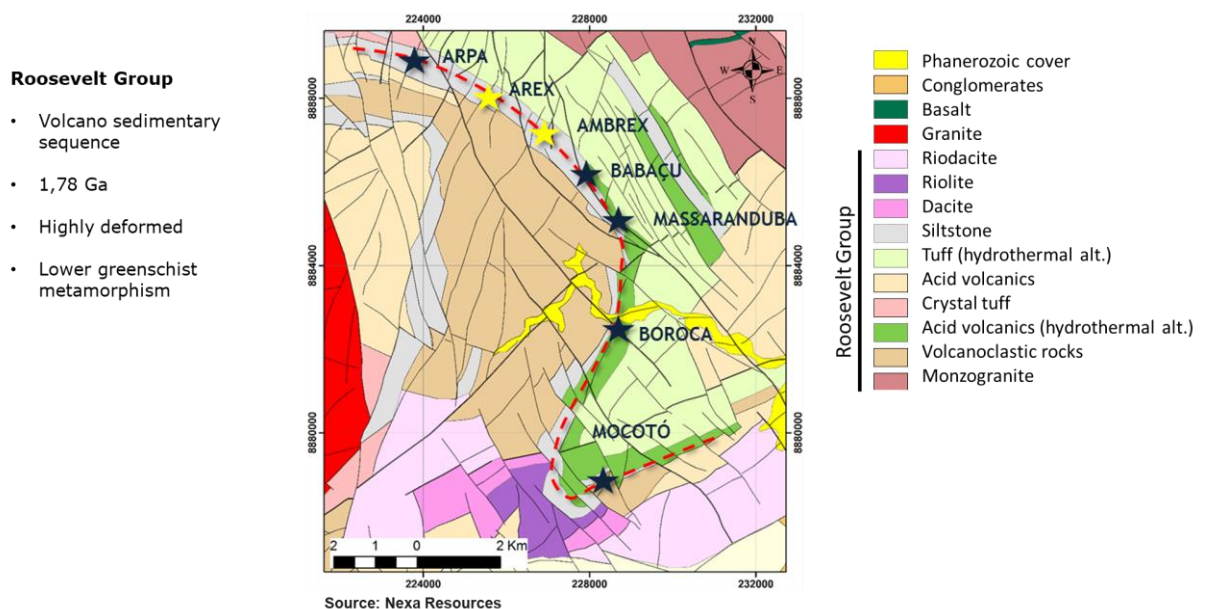 Roosevelt Group
• Volcano sedimentary
sequence
• 1,78 Ga
• Highly deformed
• Lower greenschist
metamorphism
224000
228000
232000
N
W E
S
8888000
8888000
8884000
8884000
8880000
8880000
ARPA
AREX
AMBREX
BABAÇU
MASSARANDUBA
BOROCA
MOCOTÓ
2 1 0 2 Km
224000
228000
232000
Source: Nexa Resources
Phanerozoic cover
Conglomerates
Basalt
Granite
Riodacite
Riolite
Dacite
Siltstone
Tuff (hydrothermal alt.)
Acid volcanics
Crystal tuff
Acid volcanics (hydrothermal alt.)
Volcanoclastic rocks
Monzogranite
Roosevelt Group